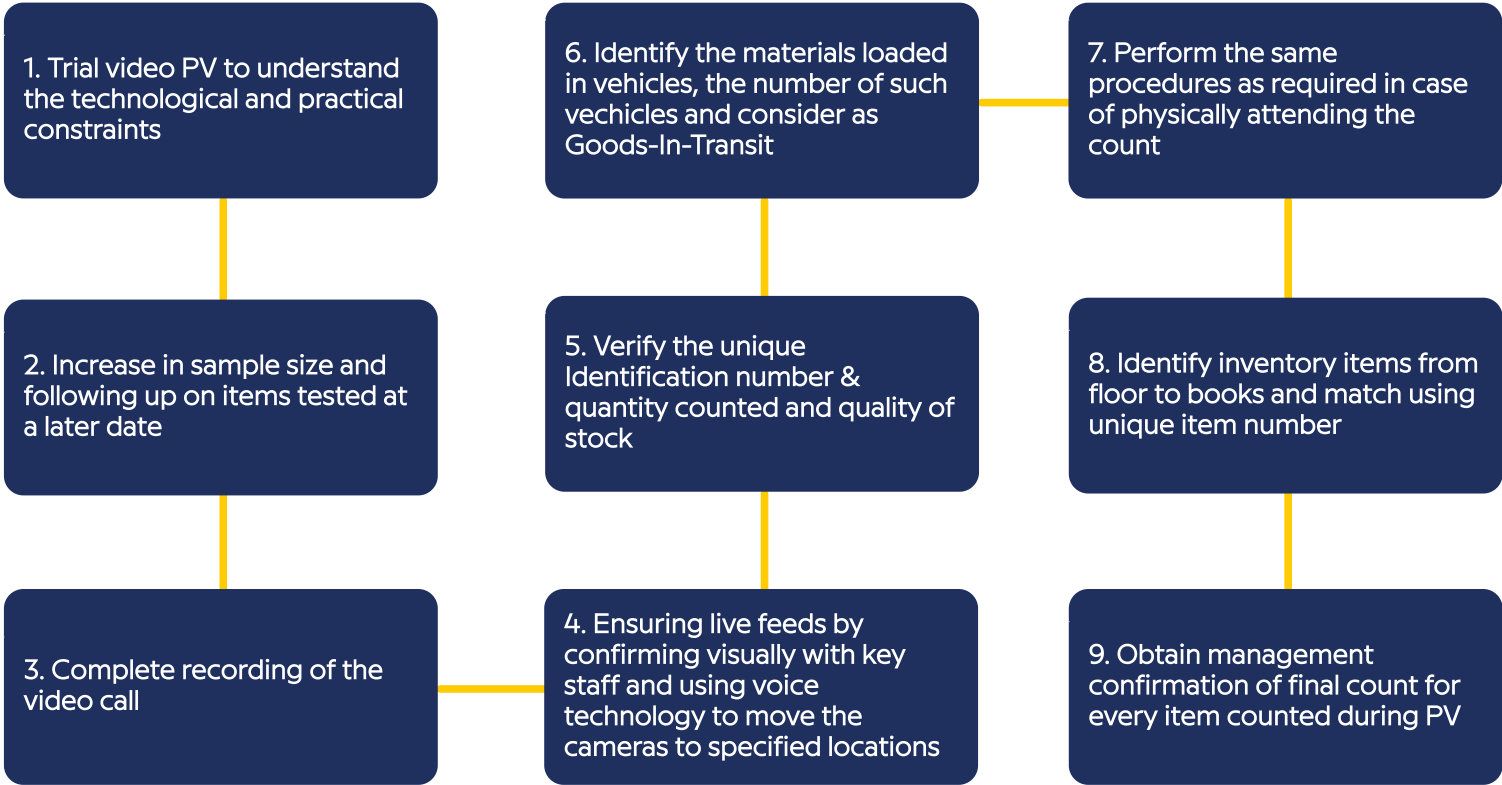 1. Trial video PV to understand
the technological and practical
constraints
2. Increase in sample size and
following up on items tested at
a later date
3. Complete recording of the
video call
4. Ensuring live feeds by
confirming visually with key
staff and using voice
technology to move the
cameras to specified locations
5. Verify the unique
Identification number &
quantity counted and quality of
stock
6. Identify the materials loaded
in vehicles, the number of such
vechicles and consider as
Goods-In-Transit
7. Perform the same
procedures as required in case
of physically attending the
count
8. Identify inventory items from
floor to books and match using
unique item number
9. Obtain management
confirmation of final count for
every item counted during PV